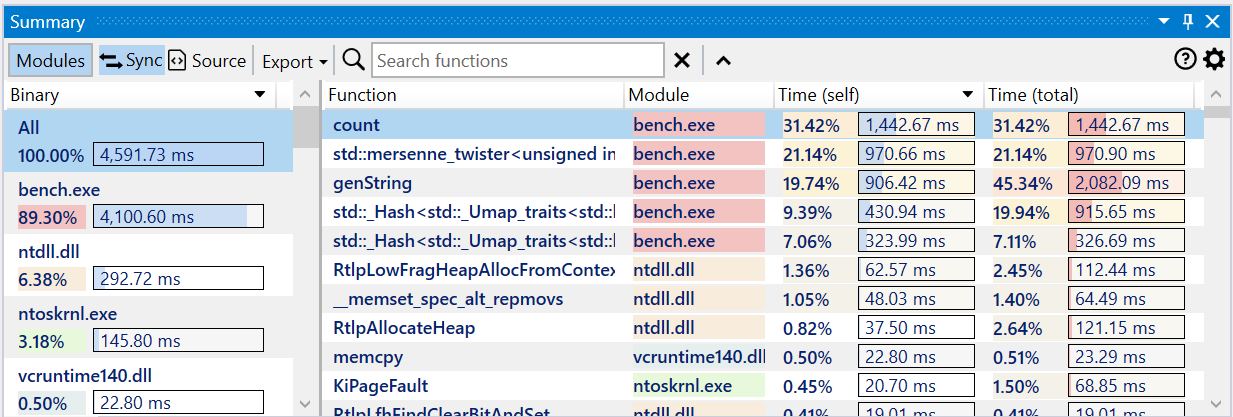 Summary
Modules Sync Source Export Search functions
Binary
All
100.00% 4,591.73 ms
bench.exe
89.30% 4,100.60 ms
ntdll.dll
6.38% 292.72 ms
ntoskrnl.exe
3.18% 145.80 ms
vcruntime140.dll
0.50% 22.80 ms
Function Module Time (self) Time (total)
count bench.exe 31.42% 1,442.67 ms 31.42% 1,442.67 ms
std::mersenne_twister<unsigned in bench.exe 21.14% 970.66 ms 21.14% 970.90 ms
genString bench.exe 19.74% 906.42 ms 45.34% 2,082.09 ms
std::_Hash<std::_Umap_traits<std:: bench.exe 9.39% 430.94 ms 19.94% 915.65 ms
std::_Hash<std::_Umap_traits<std:: bench.exe 7.06% 323.99 ms 7.11% 326.69 ms
RtlpLowFragHeapAllocFromConte ntdll.dll 1.36% 62.57 ms 2.45% 112.44 ms
__memset_spec_alt_repmovs ntdll.dll 1.05% 48.03 ms 1.40% 64.49 ms
RtlpAllocateHeap ntdll.dll 0.82% 37.50 ms 2.64% 121.15 ms
memcpy vcruntime140.dll 0.50% 22.80 ms 0.51% 23.29 ms
KiPageFault ntoskrnl.exe 0.45% 20.70 ms 1.50% 68.85 ms
RtlpLfhFindClearBitAndSet ntdll.dll 0.41% 19.01 ms 0.41% 19.01 ms